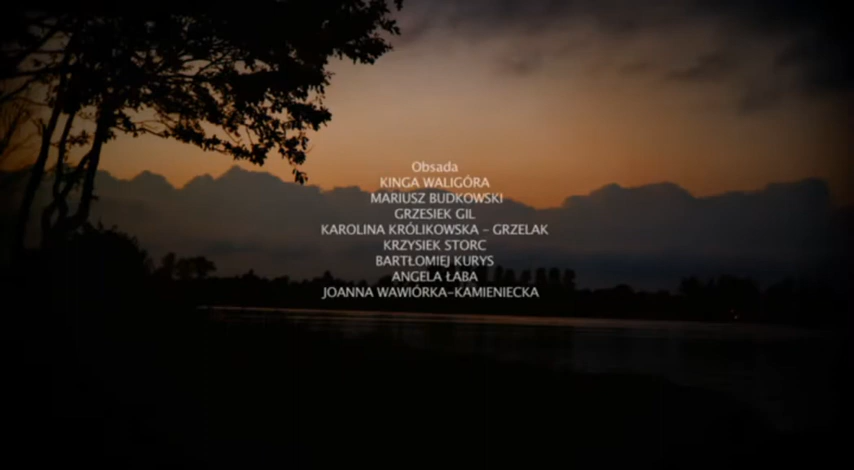 Obsada
KINGA WALIGÓRA
MARIUSZ BUDKOWSKI
GRZESIEK GIL
KAROLINA KRÓLIKOWSKA - GRZELAK
KRZYSIEK STORC
BARTŁOMIEJ KURYS
ANGELA ŁABA
JOANNA WAWIÓRKA-KAMIENIECKA